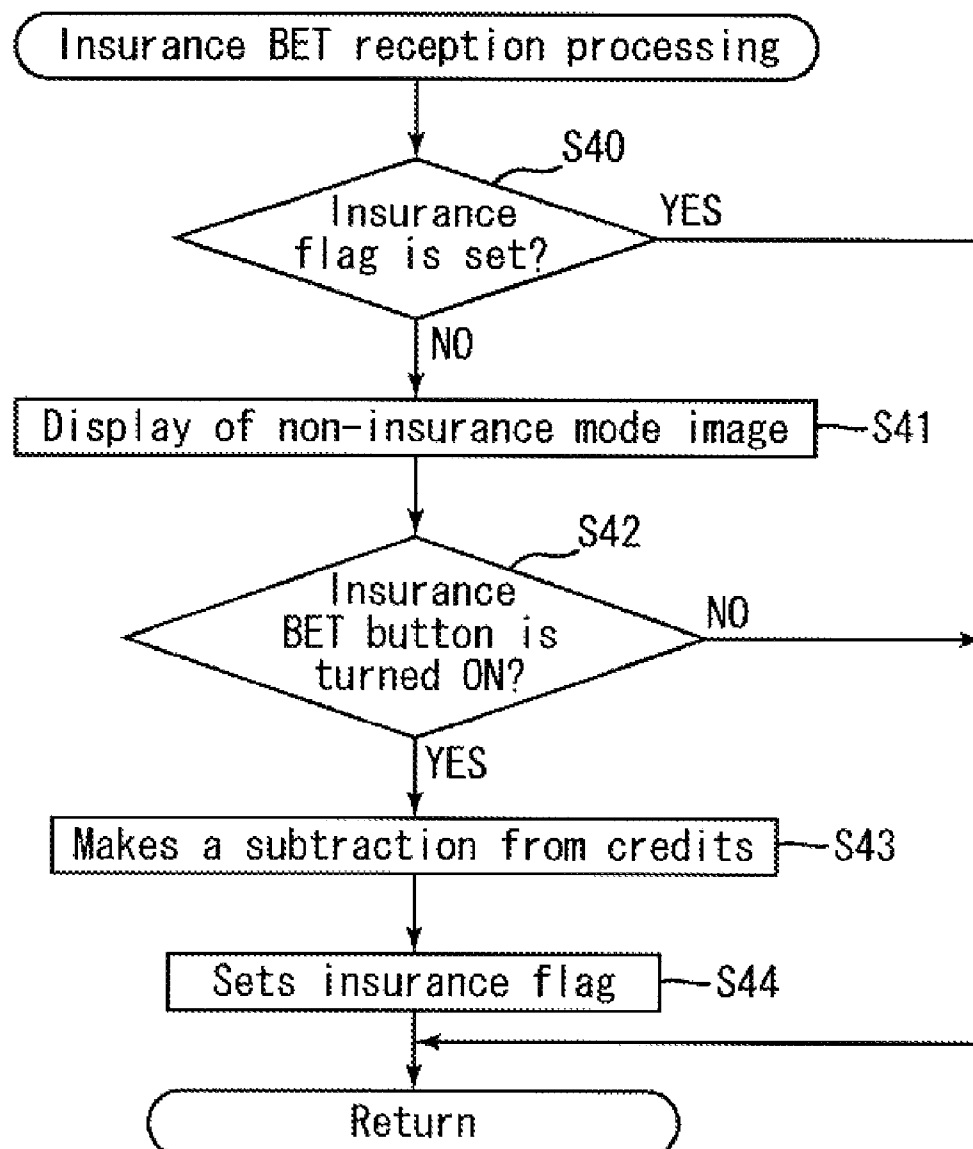 Insurance BET reception processing
S40
Insurance
flag is set?
YES
NO
Display of non-insurance mode image
S41
S42
Insurance
BET button is
turned ON?
NO
YES
Makes a subtraction from credits
S43
Sets insurance flag
S44
Return